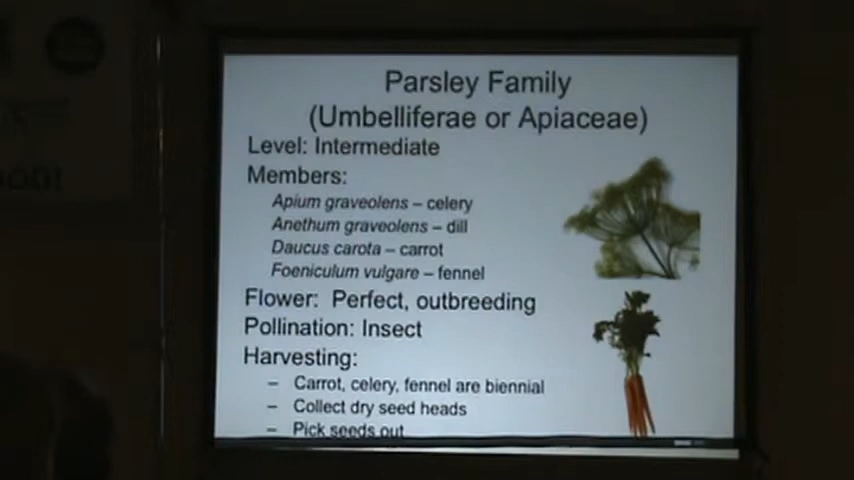 Parsley Family
(Umbelliferae or Apiaceae)
Level: Intermediate
Members:
Apium graveolens – celery
Anethum graveolens – dill
Daucus carota – carrot
Foeniculum vulgare – fennel
Flower: Perfect, outbreeding
Pollination: Insect
Harvesting:
– Carrot, celery, fennel are biennial
– Collect dry seed heads
– Pick seeds out